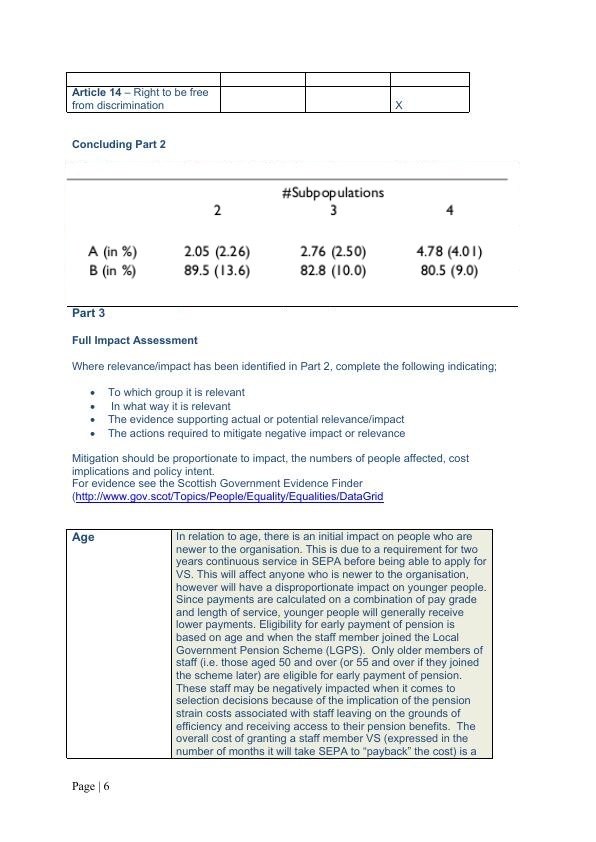 Article 14 – Right to be free
from discrimination
X
Concluding Part 2
#Subpopulations
2 3 4
A (in %) 2.05 (2.26) 2.76 (2.50) 4.78 (4.01)
B (in %) 89.5 (13.6) 82.8 (10.0) 80.5 (9.0)
Part 3
Full Impact Assessment
Where relevance/impact has been identified in Part 2, complete the following indicating;
• To which group it is relevant
• In what way it is relevant
• The evidence supporting actual or potential relevance/impact
• The actions required to mitigate negative impact or relevance
Mitigation should be proportionate to impact, the numbers of people affected, cost
implications and policy intent.
For evidence see the Scottish Government Evidence Finder
(http://www.gov.scot/Topics/People/Equality/Equalities/DataGrid
Age
In relation to age, there is an initial impact on people who are
newer to the organisation. This is due to a requirement for two
years continuous service in SEPA before being able to apply for
VS. This will affect anyone who is newer to the organisation,
however will have a disproportionate impact on younger people.
Since payments are calculated on a combination of pay grade
and length of service, younger people will generally receive
lower payments. Eligibility for early payment of pension is
based on age and when the staff member joined the Local
Government Pension Scheme (LGPS). Only older members of
staff (i.e. those aged 50 and over (or 55 and over if they joined
the scheme later) are eligible for early payment of pension.
These staff may be negatively impacted when it comes to
selection decisions because of the implication of the pension
strain costs associated with staff leaving on the grounds of
efficiency and receiving access to their pension benefits. The
overall cost of granting a staff member VS (expressed in the
number of months it will take SEPA to “payback” the cost) is a
Page | 6